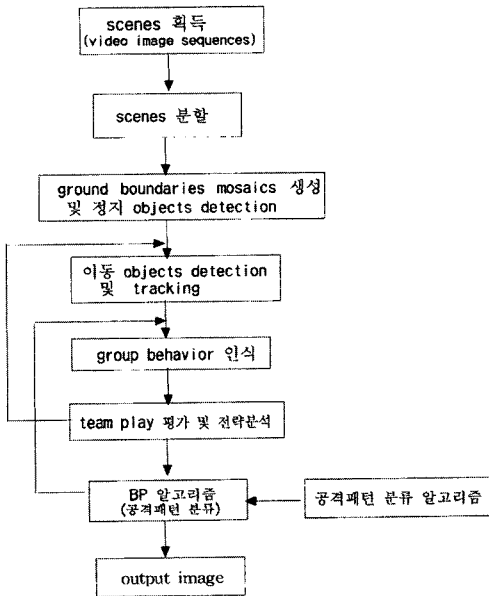 scenes 획득
(video image sequences)
scenes 분할
ground boundaries mosaics 생성
및 정지 objects detection
이동 objects detection
및 tracking
group behavior 인식
team play 평가 및 전략분석
BP 알고리즘
(공격패턴 분류)
공격패턴 분류 알고리즘
output image